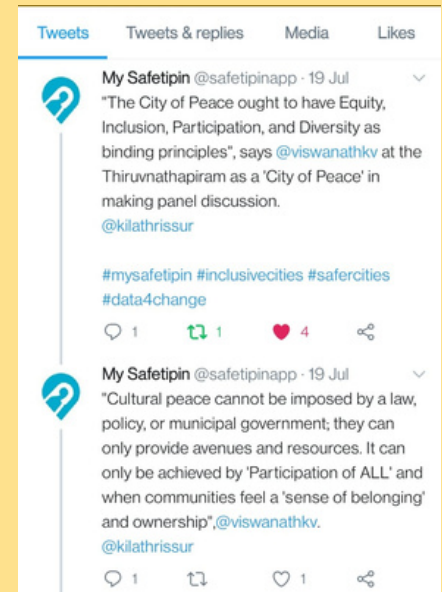 Tweets Tweets & replies Media Likes
My Safetipin @safetipinapp · 19 Jul
"The City of Peace ought to have Equity,
Inclusion, Participation, and Diversity as
binding principles", says @viswanathkv at the
Thiruvnathapiram as a 'City of Peace' in
making panel discussion.
@kilathrissur
#mysafetipin #inclusivecities #safercities
#data4change
1 1 4
My Safetipin @safetipinapp · 19 Jul
"Cultural peace cannot be imposed by a law,
policy, or municipal government; they can
only provide avenues and resources. It can
only be achieved by 'Participation of ALL' and
when communities feel a 'sense of belonging'
and ownership",@viswanathkv.
@kilathrissur
1 1